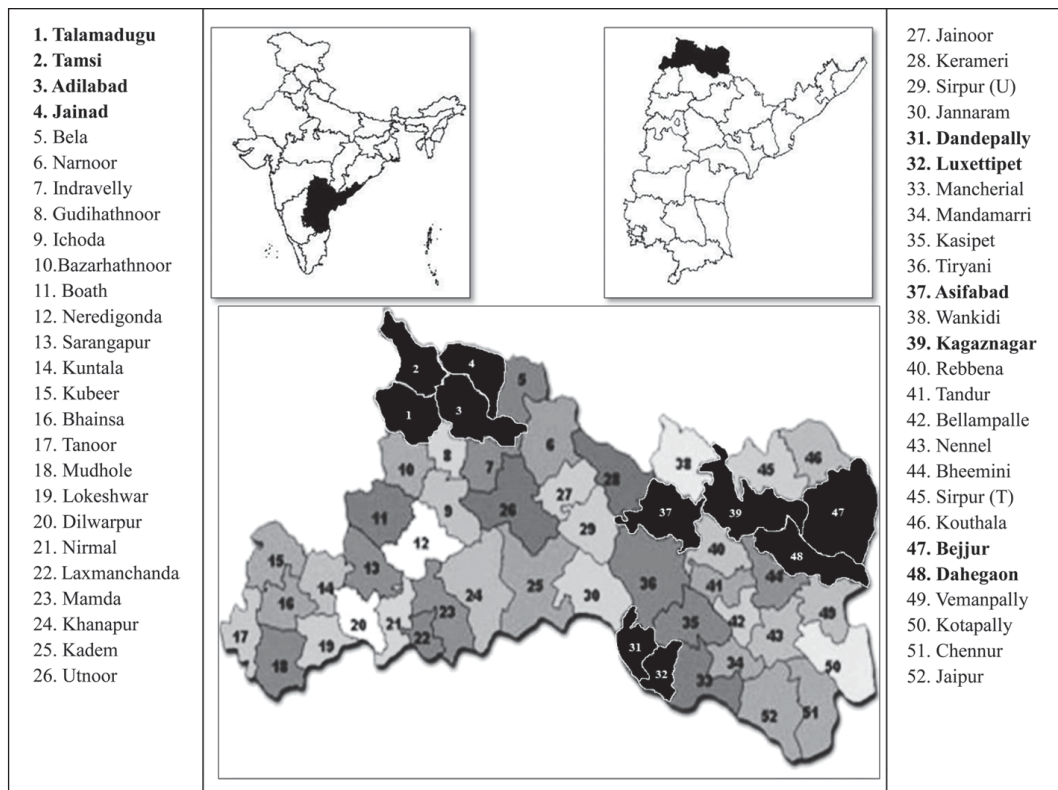 1. Talamadugu
2. Tamsi
3. Adilabad
4. Jainad
5. Bela
6. Narnoor
7. Indravelly
8. Gudihathnoor
9. Ichoda
10.Bazarhathnoor
11. Boath
12. Neredigonda
13. Sarangapur
14. Kuntala
15. Kubeer
16. Bhainsa
17. Tanoor
18. Mudhole
19. Lokeshwar
20. Dilwarpur
21. Nirmal
22. Laxmanchanda
23. Mamda
24. Khanapur
25. Kadem
26. Utnoor
2
4
5
1
3
6
8
10
7
38
45
46
28
27
26
11
9
37
39
47
29
12
40
48
15
13
44
36
41
14
16
24
25
30
23
49
35
42
20
21
43
22
17
19
31
34
18
32
33
50
52
51
27. Jainoor
28. Kerameri
29. Sirpur (U)
30. Jannaram
31. Dandepally
32. Luxettipet
33. Mancherial
34. Mandamarri
35. Kasipet
36. Tiryani
37. Asifabad
38. Wankidi
39. Kagaznagar
40. Rebbena
41. Tandur
42. Bellampalle
43. Nennel
44. Bheemini
45. Sirpur (T)
46. Kouthala
47. Bejjur
48. Dahegaon
49. Vemanpally
50. Kotapally
51. Chennur
52. Jaipur